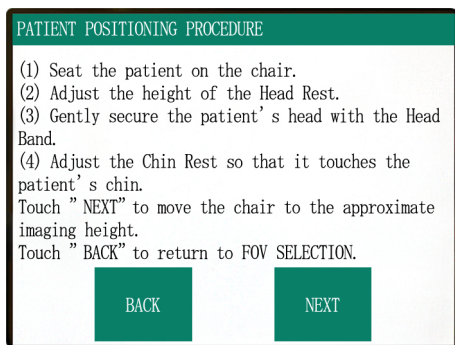 PATIENT POSITIONING PROCEDURE
(1) Seat the patient on the chair.
(2) Adjust the height of the Head Rest.
(3) Gently secure the patient's head with the Head
Band.
(4) Adjust the Chin Rest so that it touches the
patient's chin.
Touch "NEXT" to move the chair to the approximate
imaging height.
Touch "BACK" to return to FOV SELECTION.
BACK NEXT